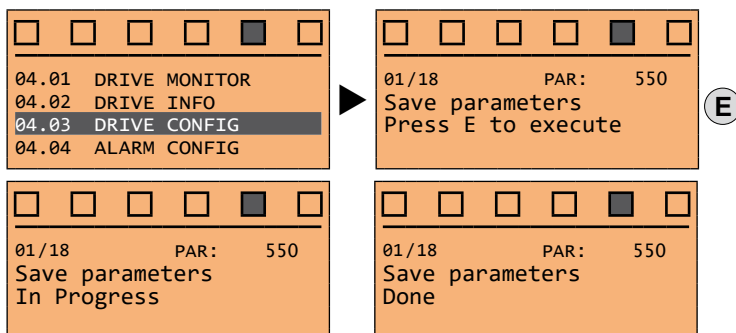 04.01 DRIVE MONITOR
04.02 DRIVE INFO
04.03 DRIVE CONFIG
04.04 ALARM CONFIG
01/18 PAR: 550
Save parameters
Press E to execute
E
01/18 PAR: 550
Save parameters
In Progress
01/18 PAR: 550
Save parameters
Done